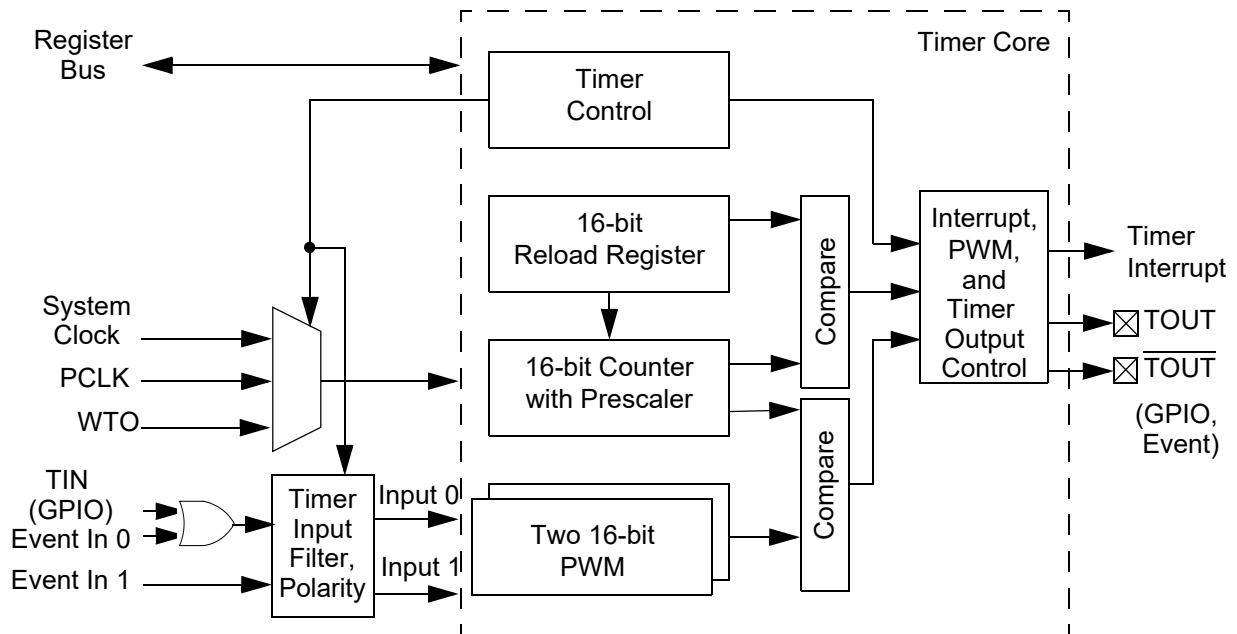 Register
Bus
Timer Core
Timer
Control
16-bit
Reload Register
Compare
Interrupt,
PWM,
and
Timer
Output
Control
Timer
Interrupt
TOUT
TOUT
(GPIO,
Event)
System
Clock
PCLK
WTO
16-bit Counter
with Prescaler
Compare
TIN
(GPIO)
Event In 0
Event In 1
Timer
Input
Filter,
Polarity
Input 0
Input 1
Two 16-bit
PWM